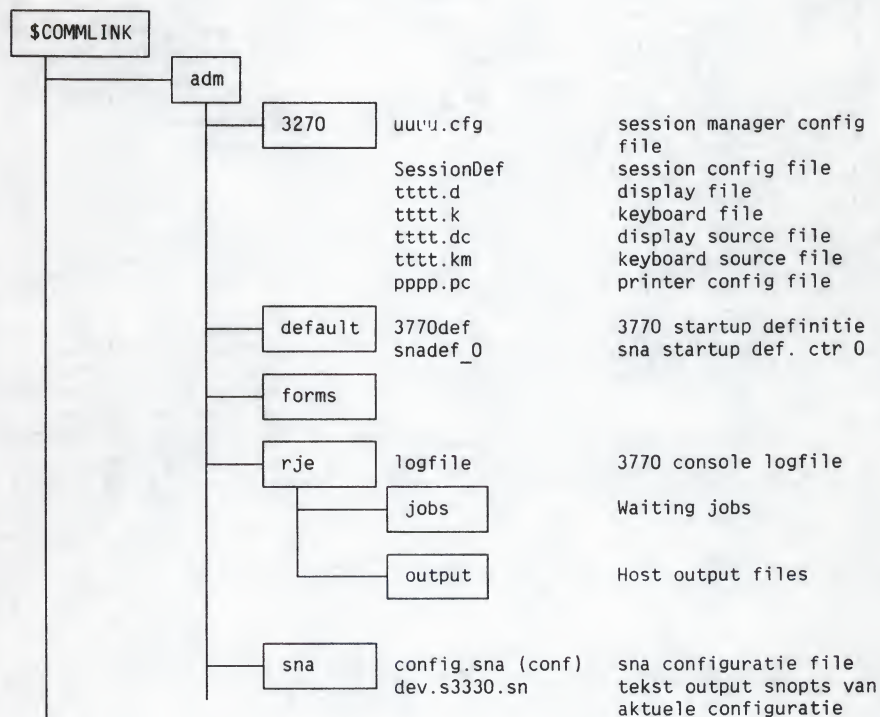 $COMMLINK
adm
3270 uuuu.cfg session manager config
file
SessionDef session config file
tttt.d display file
tttt.k keyboard file
tttt.dc display source file
tttt.km keyboard source file
pppp.pc printer config file
default 3770def 3770 startup definitie
snadef_0 sna startup def. ctr 0
forms
rje logfile 3770 console logfile
jobs Waiting jobs
output Host output files
sna config.sna (conf) sna configuratie file
dev.s3330.sn tekst output snopts van
aktuele configuratie